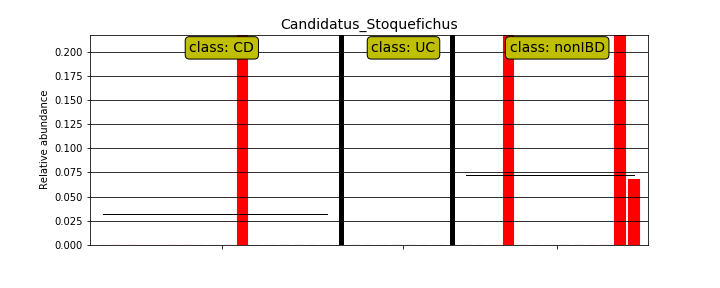 Candidatus_Stoquefichus
class: CD
class: UC
class: nonIBD
Relative abundance
0.200
0.175
0.150
0.125
0.100
0.075
0.050
0.025
0.000